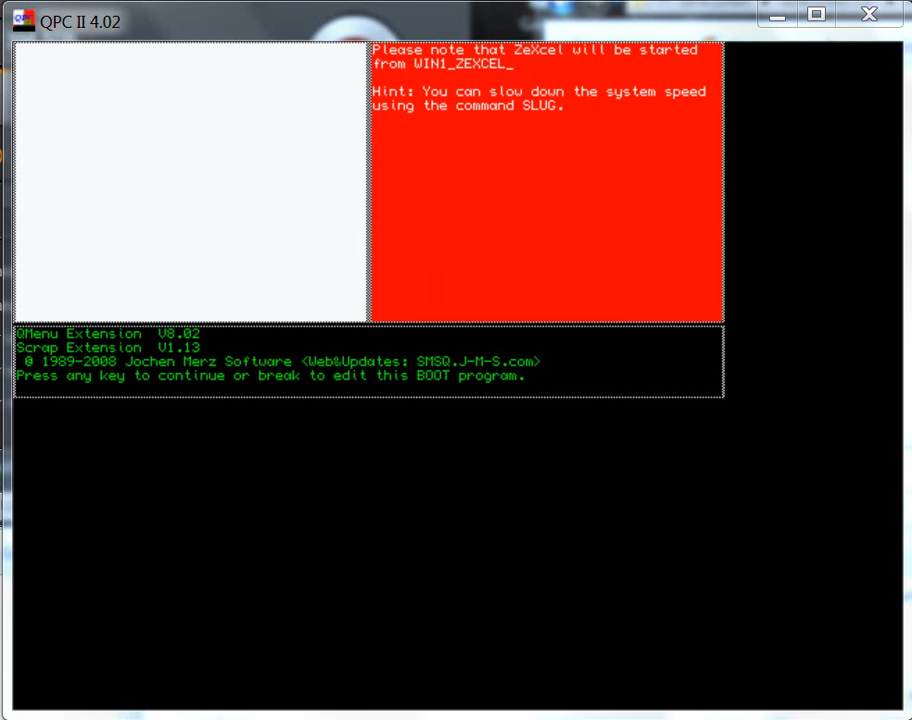 QPC II 4.02
Please note that ZeXcel will be started
from WIN1_ZEXCEL_
Hint: You can slow down the system speed
using the command SLUG.
QMenu Extension  V8.02
Scrap Extension  V1.13
@ 1989-2008 Jochen Merz Software <Web&Updates: SMSQ.J-M-S.com>
Press any key to continue or break to edit this BOOT program.